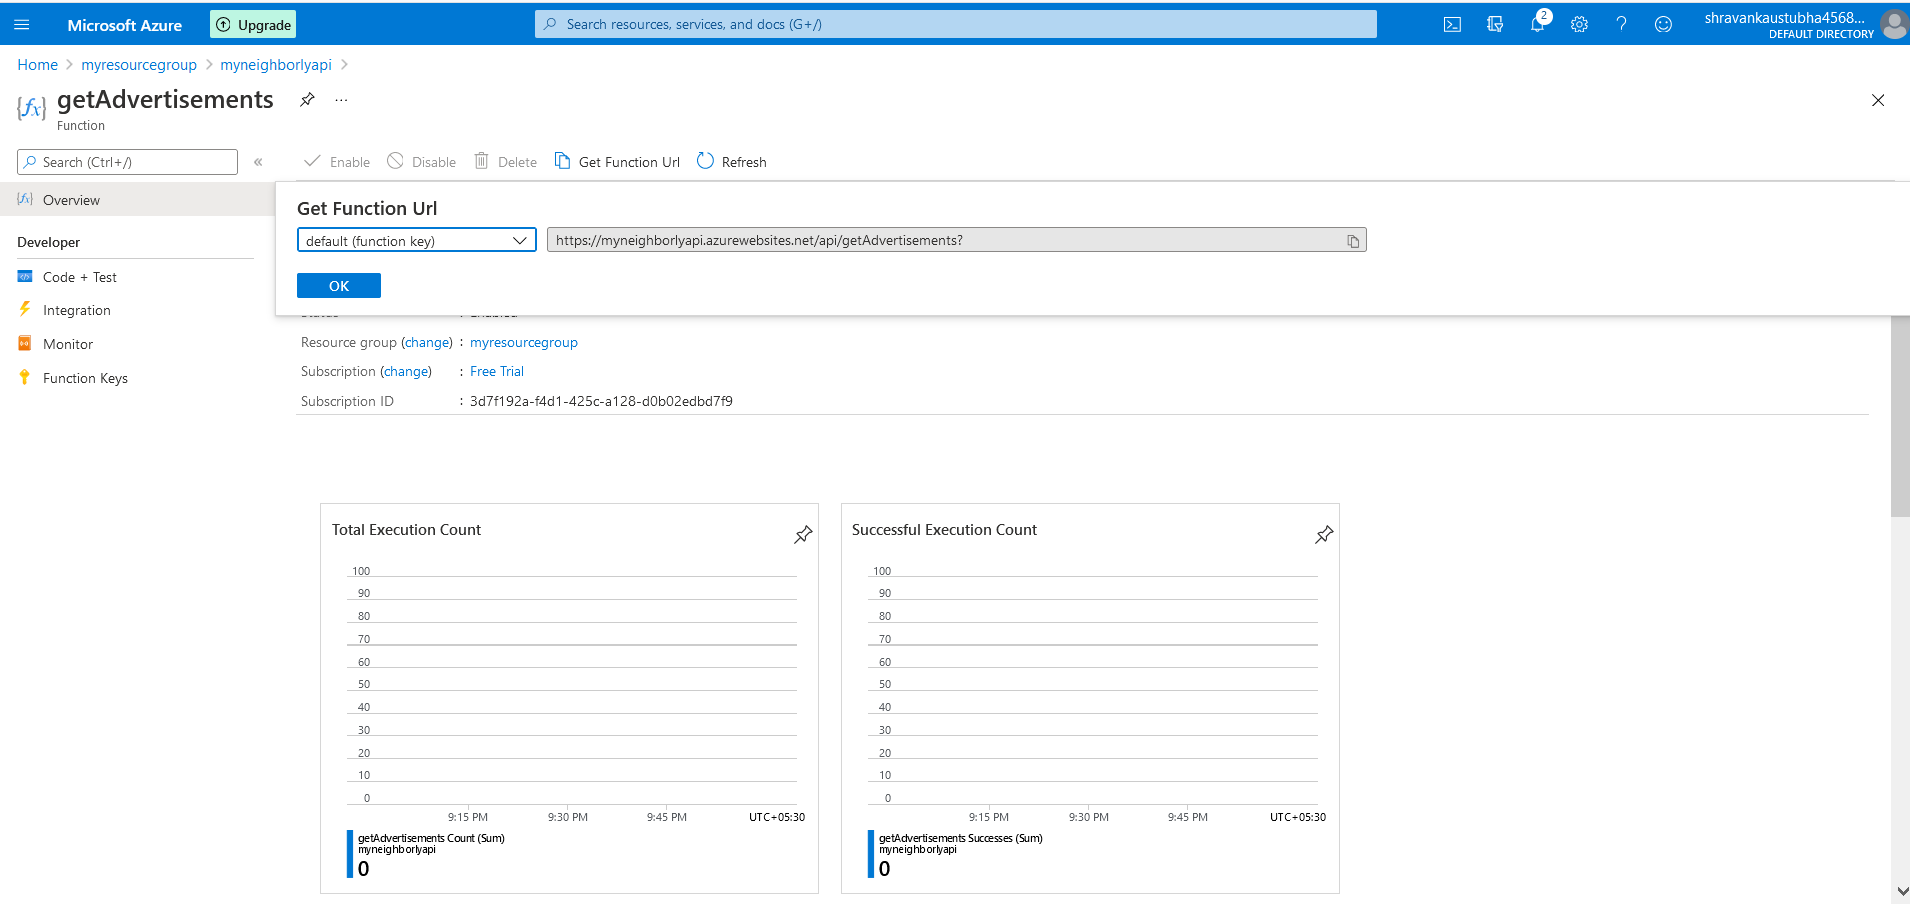 Microsoft Azure
Upgrade
Search resources, services, and docs (G+/)
2
shravankaustubha4568...
DEFAULT DIRECTORY
Home > myresourcegroup > myneighborlyapi >
{fx}
getAdvertisements
...
Function
Search (Ctrl+/)
«
Enable
Disable
Delete
Get Function Url
Refresh
{fx} Overview
Developer
Code + Test
Integration
Monitor
Function Keys
Get Function Url
default (function key)
https://myneighborlyapi.azurewebsites.net/api/getAdvertisements?
OK
Status : Enabled
Resource group (change) : myresourcegroup
Subscription (change) : Free Trial
Subscription ID : 3d7f192a-f4d1-425c-a128-d0b02edbd7f9
Total Execution Count
100
90
80
70
60
50
40
30
20
10
0
9:15 PM 9:30 PM 9:45 PM UTC+05:30
getAdvertisements Count (Sum)
myneighborlyapi
0
Successful Execution Count
100
90
80
70
60
50
40
30
20
10
0
9:15 PM 9:30 PM 9:45 PM UTC+05:30
getAdvertisements Successes (Sum)
myneighborlyapi
0